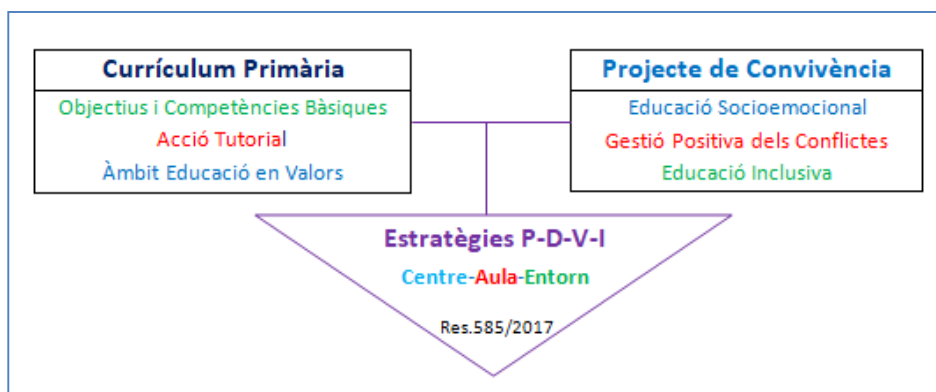 Currículum Primària
Objectius i Competències Bàsiques
Acció Tutorial
Àmbit Educació en Valors
Projecte de Convivència
Educació Socioemocional
Gestió Positiva dels Conflictes
Educació Inclusiva
Estratègies P-D-V-I
Centre-Aula-Entorn
Res.585/2017